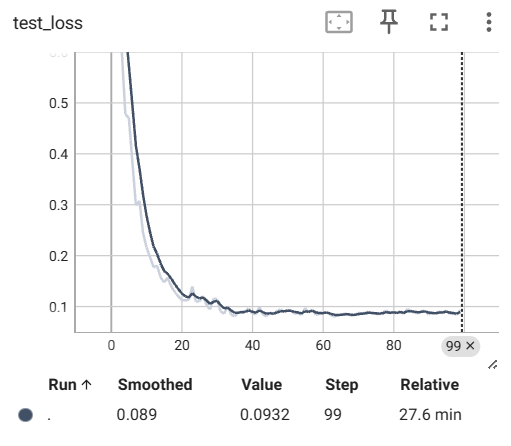 test_loss
0.5
0.4
0.3
0.2
0.1
0 20 40 60 80 99 ×
Run ↑ Smoothed Value Step Relative
. 0.089 0.0932 99 27.6 min